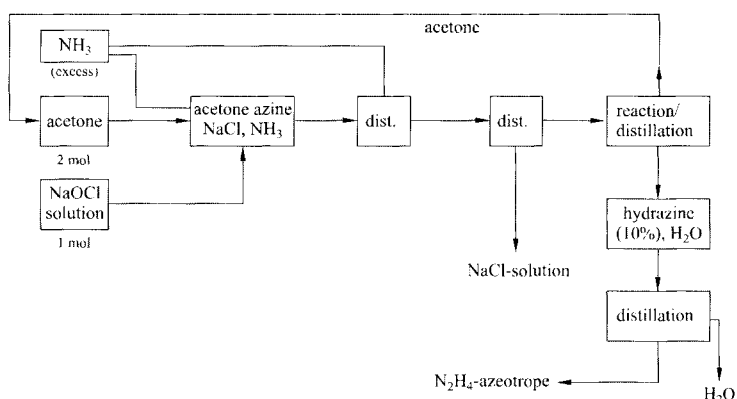 acetone
NH₃
(excess)
acetone
2 mol
acetone azine
NaCl, NH₃
dist.
dist.
reaction/
distillation
NaOCl
solution
1 mol
hydrazine
(10%), H₂O
NaCl-solution
distillation
N₂H₄-azeotrope
H₂O